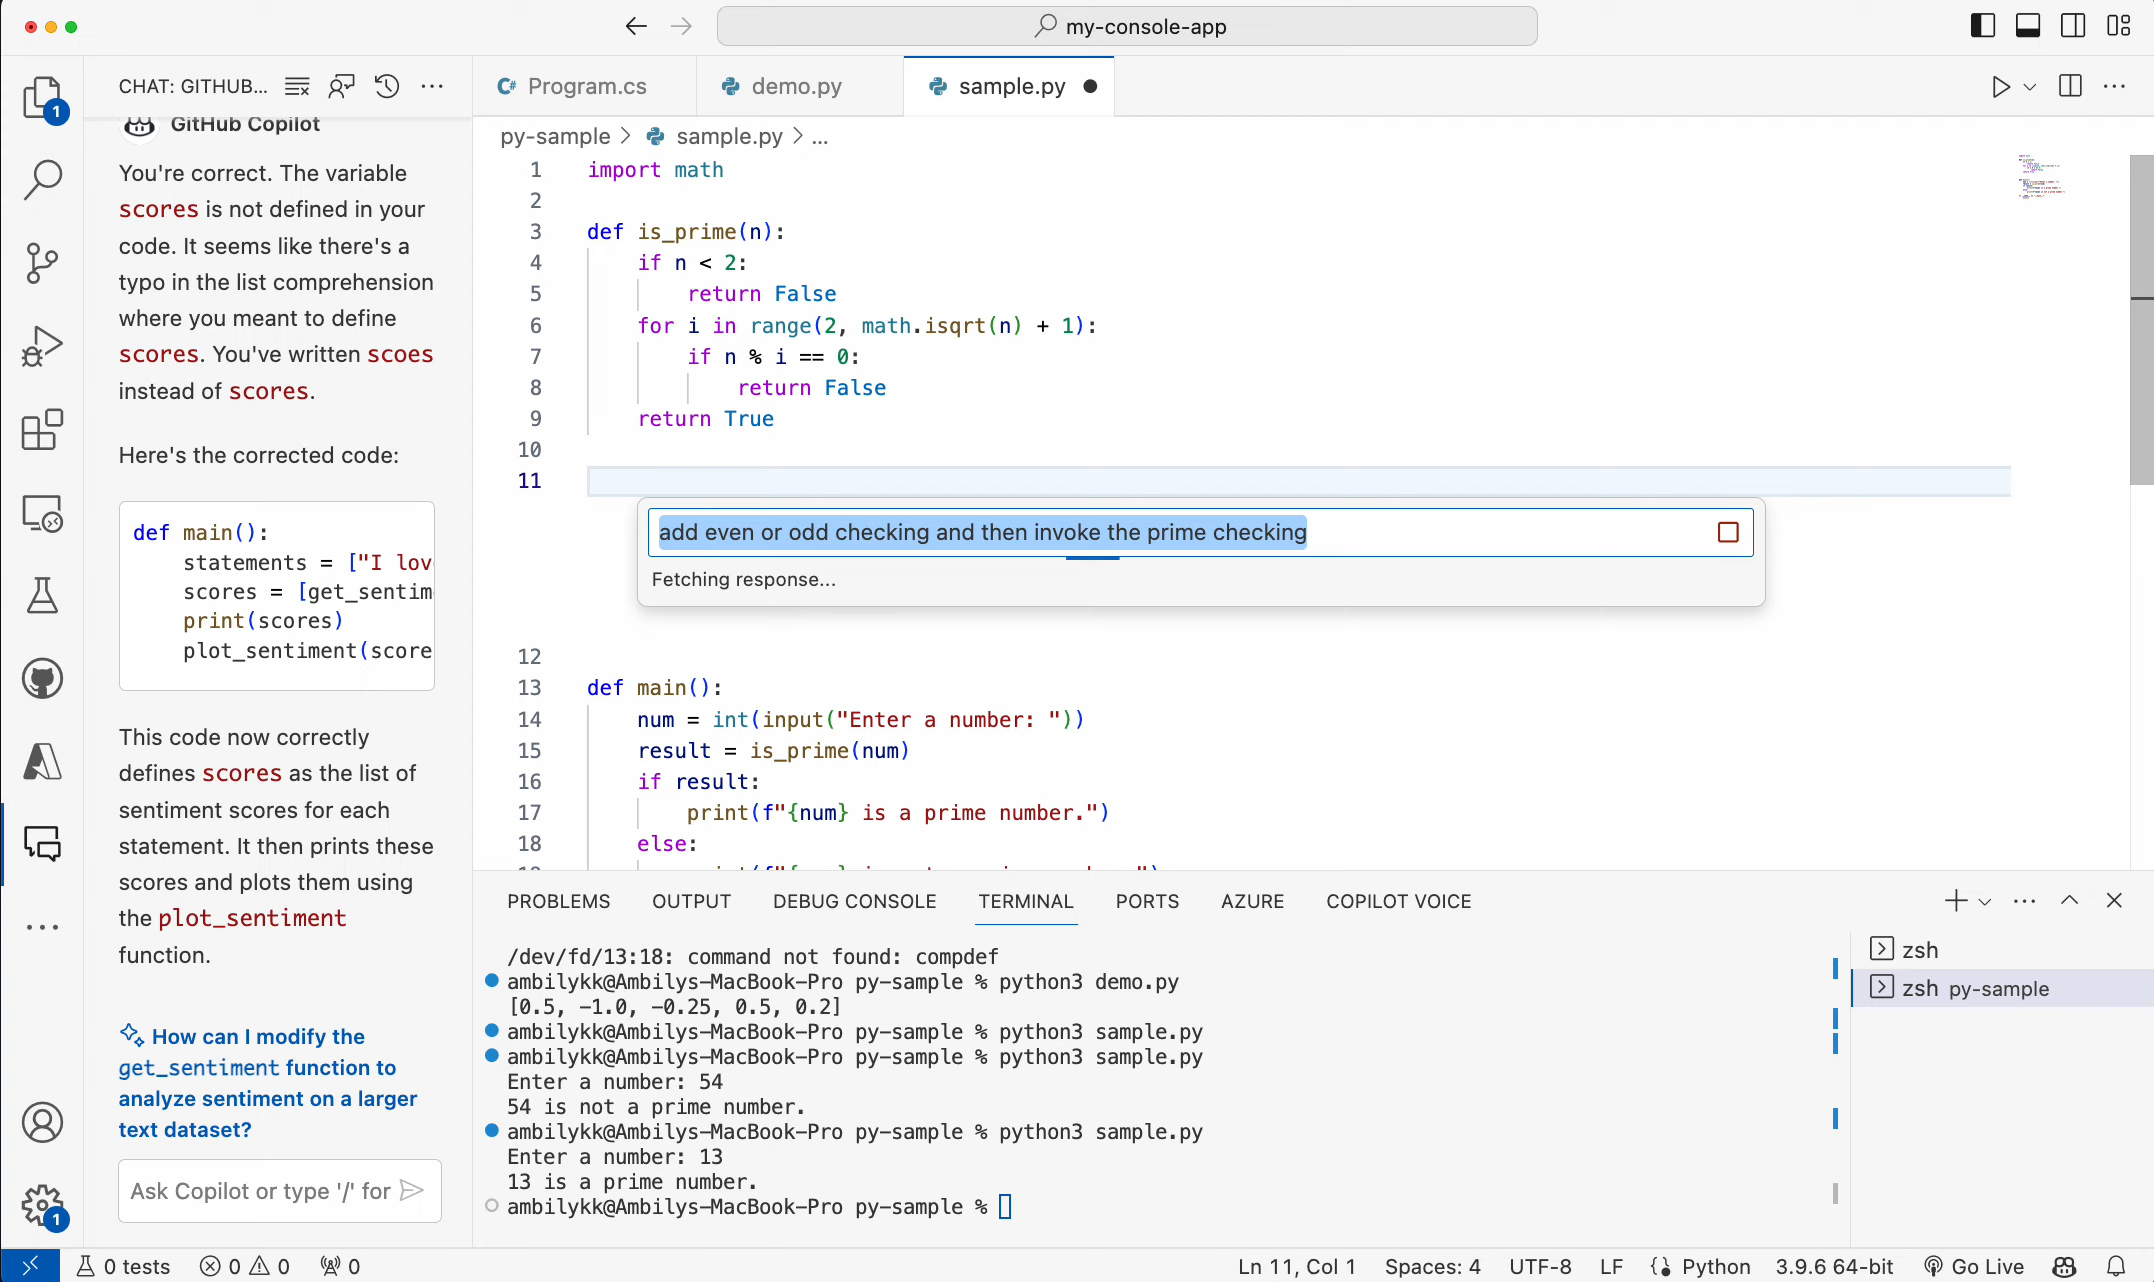 my-console-app
CHAT: GITHUB...
GitHub Copilot
You're correct. The variable
scores is not defined in your
code. It seems like there's a
typo in the list comprehension
where you meant to define
scores. You've written scoes
instead of scores.
Here's the corrected code:
def main():
    statements = ["I lov
    scores = [get_sentim
    print(scores)
    plot_sentiment(score
This code now correctly
defines scores as the list of
sentiment scores for each
statement. It then prints these
scores and plots them using
the plot_sentiment
function.
How can I modify the
get_sentiment function to
analyze sentiment on a larger
text dataset?
Ask Copilot or type '/' for
1
1
Program.cs
demo.py
sample.py
py-sample > sample.py > ...
1 import math
2
3 def is_prime(n):
4     if n < 2:
5         return False
6     for i in range(2, math.isqrt(n) + 1):
7         if n % i == 0:
8             return False
9     return True
10
11
add even or odd checking and then invoke the prime checking
Fetching response...
12
13 def main():
14     num = int(input("Enter a number: "))
15     result = is_prime(num)
16     if result:
17         print(f"{num} is a prime number.")
18     else:
PROBLEMS OUTPUT DEBUG CONSOLE TERMINAL PORTS AZURE COPILOT VOICE
/dev/fd/13:18: command not found: compdef
ambilykk@Ambilys-MacBook-Pro py-sample % python3 demo.py
[0.5, -1.0, -0.25, 0.5, 0.2]
ambilykk@Ambilys-MacBook-Pro py-sample % python3 sample.py
ambilykk@Ambilys-MacBook-Pro py-sample % python3 sample.py
Enter a number: 54
54 is not a prime number.
ambilykk@Ambilys-MacBook-Pro py-sample % python3 sample.py
Enter a number: 13
13 is a prime number.
ambilykk@Ambilys-MacBook-Pro py-sample %
zsh
zsh py-sample
0 tests 0 0 0
Ln 11, Col 1 Spaces: 4 UTF-8 LF Python 3.9.6 64-bit Go Live